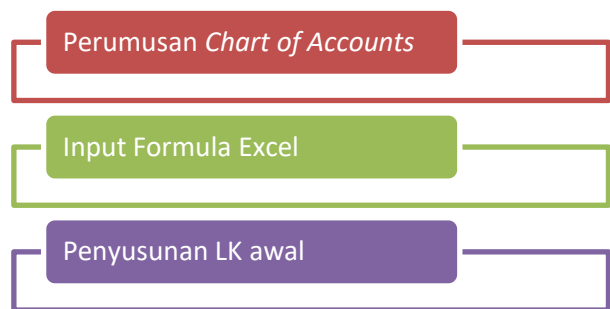 Perumusan Chart of Accounts
Input Formula Excel
Penyusunan LK awal